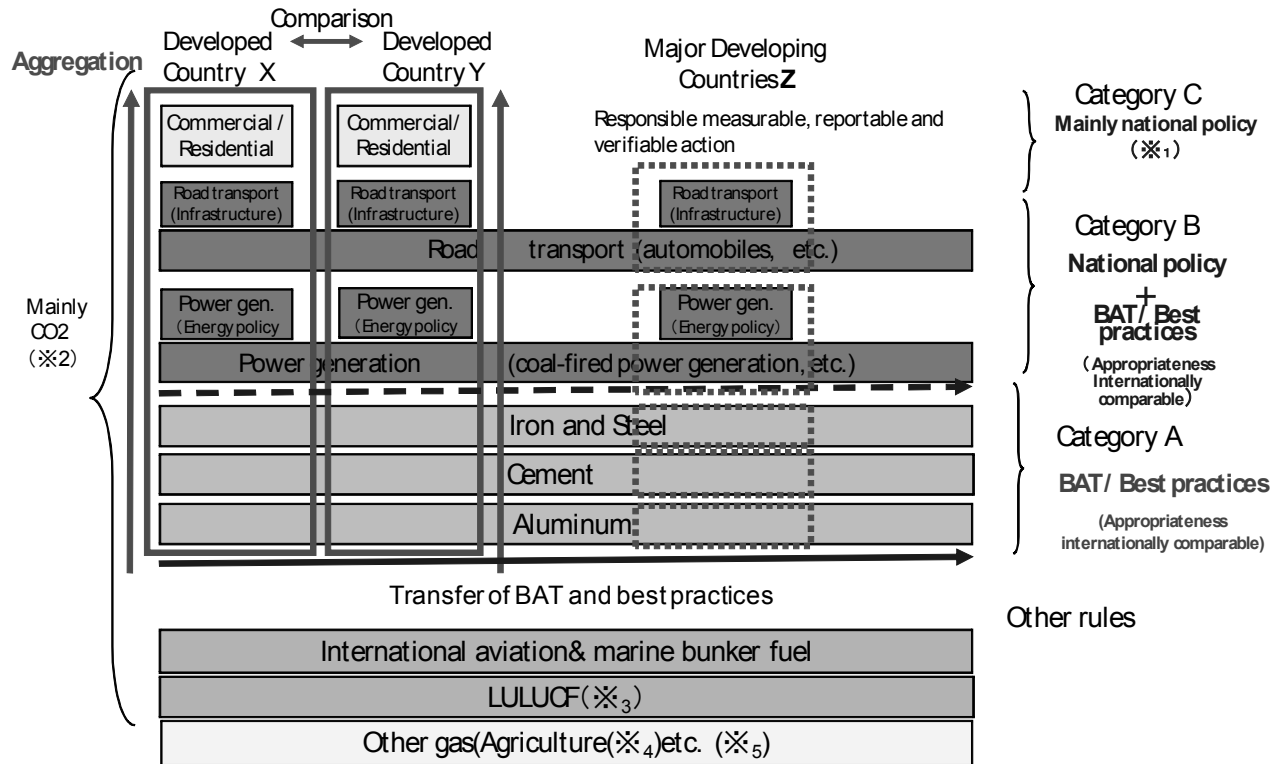 Comparison
Aggregation
Developed
Country X
Developed
Country Y
Major Developing
Countries Z
Responsible measurable, reportable and
verifiable action
Category C
Mainly national policy
(※1)
Commercial /
Residential
Commercial/
Residential
Road transport
(Infrastructure)
Road transport
(Infrastructure)
Road transport
(Infrastructure)
Road transport (automobiles, etc.)
Category B
National policy
+
BAT/ Best
practices
(Appropriateness
Internationally
comparable)
Mainly
CO2
(※2)
Power gen.
(Energy policy
Power gen.
(Energy policy
Power gen.
(Energy policy)
Power generation (coal-fired power generation, etc.)
Iron and Steel
Cement
Aluminum
Category A
BAT/ Best practices
(Appropriateness
internationally comparable)
Transfer of BAT and best practices
Other rules
International aviation& marine bunker fuel
LULUCF(※3)
Other gas(Agriculture(※4)etc. (※5)